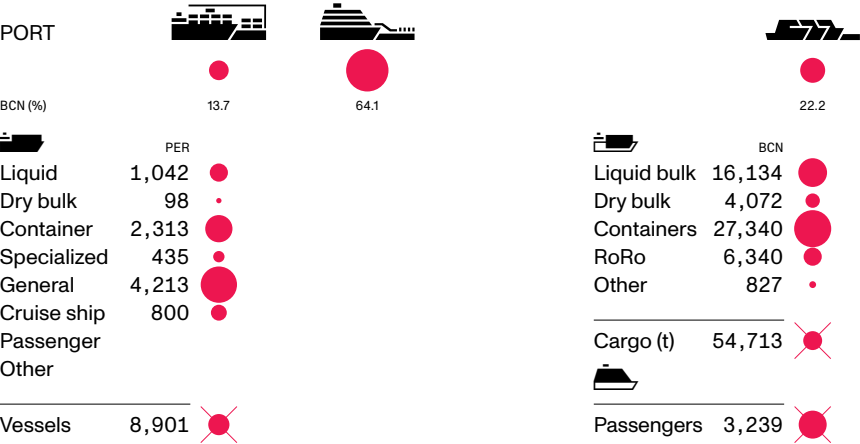 PORT
BCN (%) 13.7 64.1 22.2
PER
Liquid 1,042
Dry bulk 98
Container 2,313
Specialized 435
General 4,213
Cruise ship 800
Passenger
Other
Vessels 8,901
BCN
Liquid bulk 16,134
Dry bulk 4,072
Containers 27,340
RoRo 6,340
Other 827
Cargo (t) 54,713
Passengers 3,239